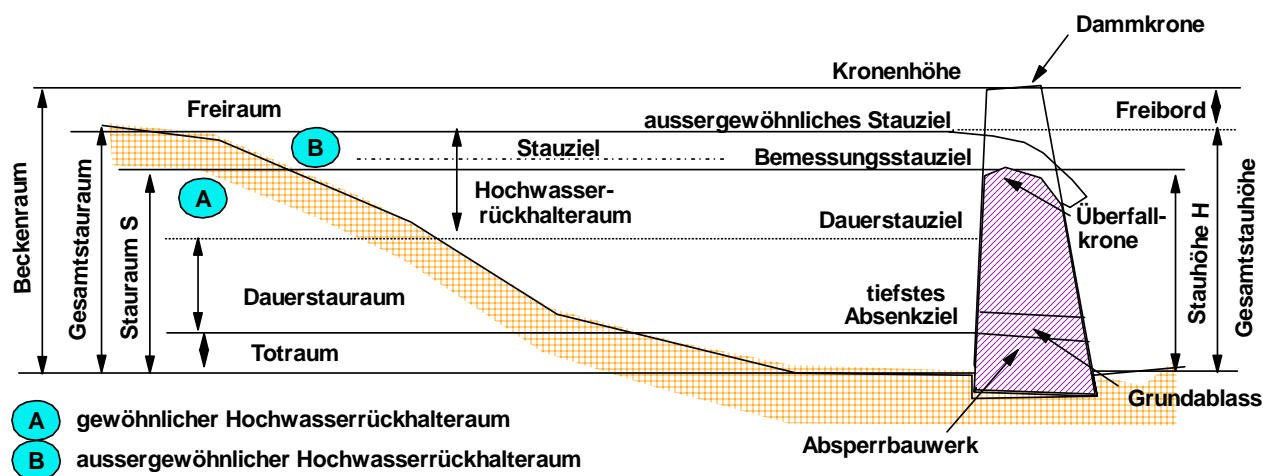 Dammkrone
Kronenhöhe
Freiraum
Freibord
aussergewöhnliches Stauziel
B
Stauziel
Bemessungsstauziel
A
Hochwasser-
rückhalteraum
Dauerstauziel
Überfall-
krone
Beckenraum
Gesamtstauraum
Stauraum S
Stauhöhe H
Gesamtstauhöhe
Dauerstauraum
tiefstes
Absenkziel
Totraum
Grundablass
Absperrbauwerk
A gewöhnlicher Hochwasserrückhalteraum
B aussergewöhnlicher Hochwasserrückhalteraum